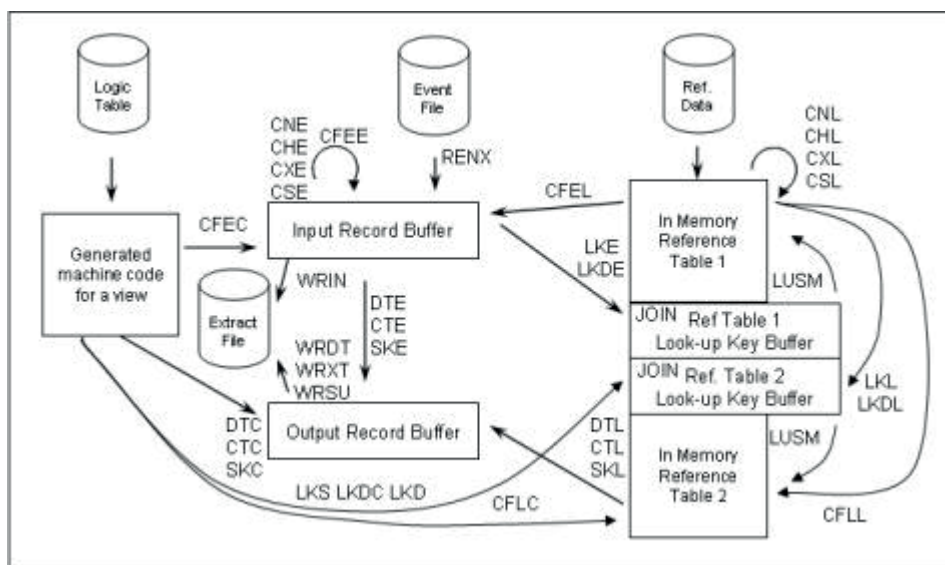 Logic
Table
Event
File
Ref.
Data
CNE
CHE
CXE
CSE
CFEE
RENX
CNL
CHL
CXL
CSL
CFEL
CFEC
Generated
machine code
for a view
Input Record Buffer
In Memory
Reference
Table 1
LKE
LKDE
LUSM
WRIN
Extract
File
DTE
CTE
SKE
JOIN Ref Table 1
Look-up Key Buffer
JOIN Ref. Table 2
Look-up Key Buffer
WRDT
WRXT
WRSU
LKL
LKDL
DTC
CTC
SKC
Output Record Buffer
DTL
CTL
SKL
LUSM
In Memory
Reference
Table 2
LKS LKDC LKD
CFLC
CFLL